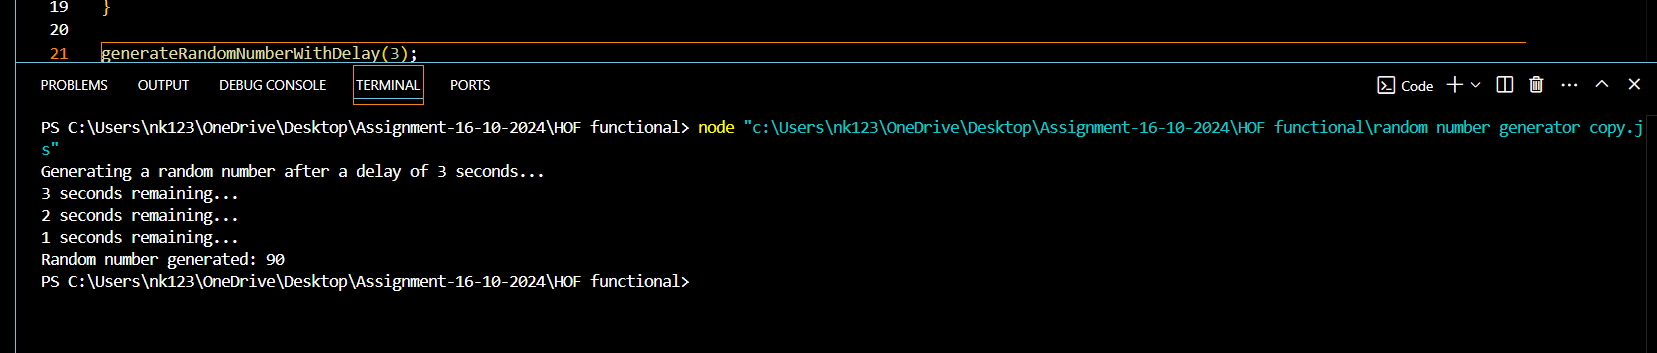 19 }
20
21 generateRandomNumberWithDelay(3);
PROBLEMS OUTPUT DEBUG CONSOLE TERMINAL PORTS Code
PS C:\Users\nk123\OneDrive\Desktop\Assignment-16-10-2024\HOF functional> node "c:\Users\nk123\OneDrive\Desktop\Assignment-16-10-2024\HOF functional\random number generator copy.j
s"
Generating a random number after a delay of 3 seconds...
3 seconds remaining...
2 seconds remaining...
1 seconds remaining...
Random number generated: 90
PS C:\Users\nk123\OneDrive\Desktop\Assignment-16-10-2024\HOF functional>